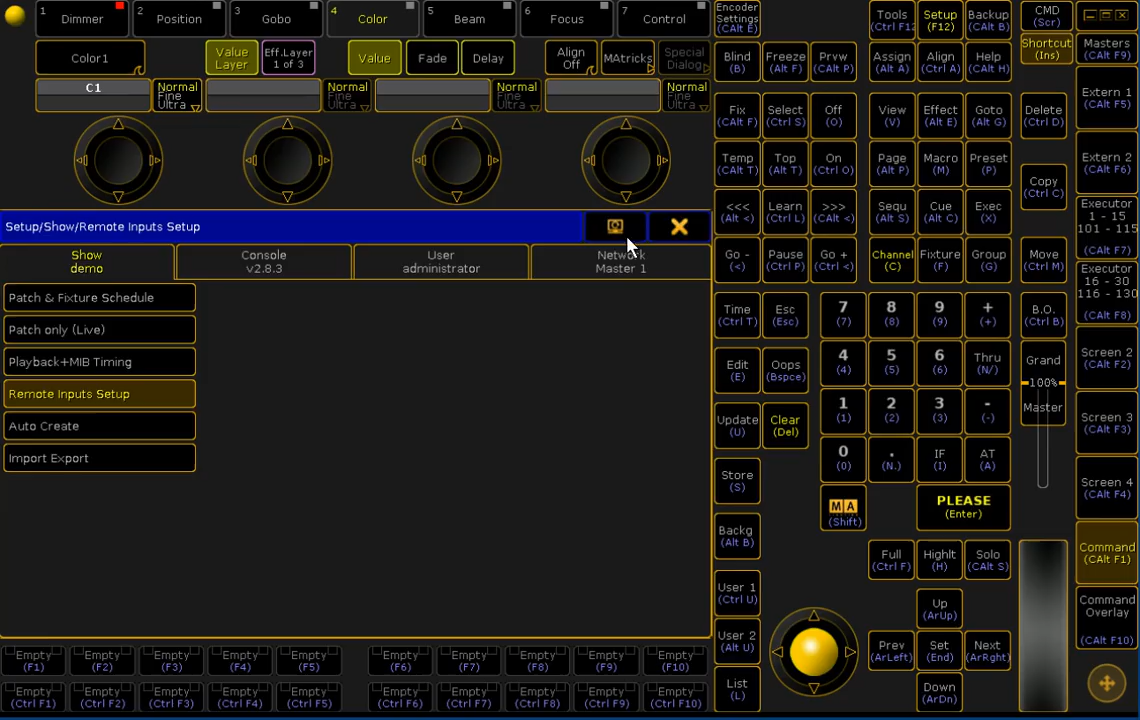 1 Dimmer
2 Position
3 Gobo
4 Color
5 Beam
6 Focus
7 Control
Color1
Value Layer
Eff.Layer 1 of 3
Value
Fade
Delay
Align Off
MAtricks
Special Dialog
C1
Normal Fine Ultra
Normal Fine Ultra
Normal Fine Ultra
Normal Fine Ultra
Setup/Show/Remote Inputs Setup
Show demo
Console v2.8.3
User administrator
Network Master 1
Patch & Fixture Schedule
Patch only (Live)
Playback+MIB Timing
Remote Inputs Setup
Auto Create
Import Export
Empty (F1)
Empty (F2)
Empty (F3)
Empty (F4)
Empty (F5)
Empty (F6)
Empty (F7)
Empty (F8)
Empty (F9)
Empty (F10)
Empty (Ctrl F1)
Empty (Ctrl F2)
Empty (Ctrl F3)
Empty (Ctrl F4)
Empty (Ctrl F5)
Empty (Ctrl F6)
Empty (Ctrl F7)
Empty (Ctrl F8)
Empty (Ctrl F9)
Empty (Ctrl F10)
Encoder Settings (CAlt E)
Tools (Ctrl F12
Setup (F12)
Backup (CAlt B)
CMD (Scr)
Blind (B)
Freeze (Alt F)
Prvw (CAlt P)
Assign (Alt A)
Align (Ctrl A)
Help (CAlt H)
Shortcut (Ins)
Masters (CAlt F9)
Fix (CAlt F)
Select (Ctrl S)
Off (O)
View (V)
Effect (Alt E)
Goto (Alt G)
Delete (Ctrl D)
Extern 1 (CAlt F5)
Temp (CAlt T)
Top (Alt T)
On (Ctrl O)
Page (Alt P)
Macro (Alt M)
Preset (P)
Copy (Ctrl C)
Extern 2 (CAlt F6)
<<< (Alt <)
Learn (Ctrl L)
>>> (CAlt <)
Sequ (Alt S)
Cue (Alt C)
Exec (X)
Executor 1 - 15 101 - 115 (CAlt F7)
Go - (<)
Pause (Ctrl P)
Go + (Ctrl <)
Channel (C)
Fixture (F)
Group (G)
Move (Ctrl M)
Executor 16 - 30 116 - 130 (CAlt F8)
Time (Ctrl T)
Esc (Esc)
7 (7)
8 (8)
9 (9)
+ (+)
B.O. (Ctrl B)
Edit (E)
Oops (Bspce)
4 (4)
5 (5)
6 (6)
Thru (N/)
Grand 100% Master
Screen 2 (CAlt F2)
Update (U)
Clear (Del)
1 (1)
2 (2)
3 (3)
- (-)
Screen 3 (CAlt F3)
Store (S)
0 (0)
. (N.)
IF (I)
AT (A)
Screen 4 (CAlt F4)
MA (Shift)
PLEASE (Enter)
Backg (Alt B)
Full (Ctrl F)
Highlt (H)
Solo (CAlt S)
Command (CAlt F1)
User 1 (Ctrl U)
Up (ArUp)
Command Overlay (CAlt F10)
User 2 (Alt U)
Prev (ArLeft)
Set (End)
Next (ArRght)
List (L)
Down (ArDn)